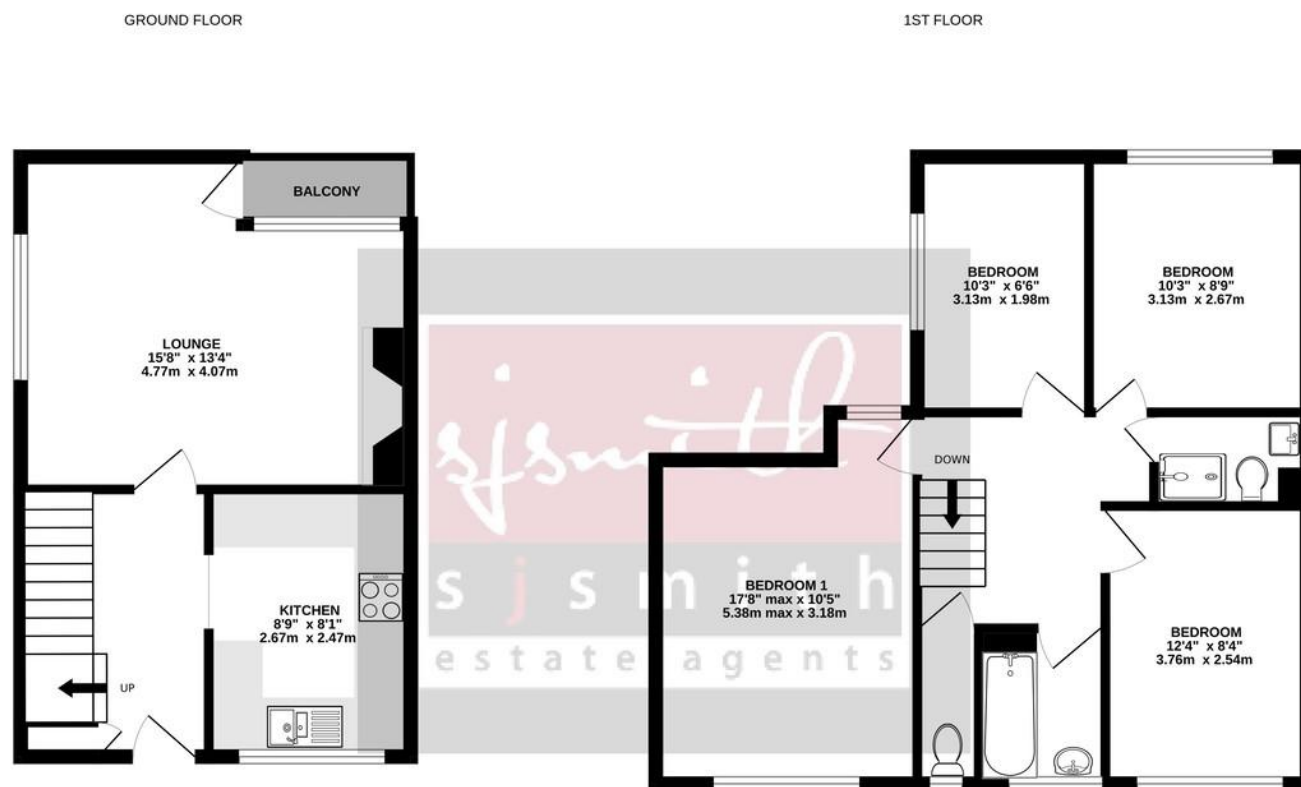 GROUND FLOOR
1ST FLOOR
BALCONY
LOUNGE
15'8" x 13'4"
4.77m x 4.07m
KITCHEN
8'9" x 8'1"
2.67m x 2.47m
UP
BEDROOM
10'3" x 6'6"
3.13m x 1.98m
BEDROOM
10'3" x 8'9"
3.13m x 2.67m
DOWN
BEDROOM 1
17'8" max x 10'5"
5.38m max x 3.18m
BEDROOM
12'4" x 8'4"
3.76m x 2.54m
sjsmith
sjsmith
estate agents